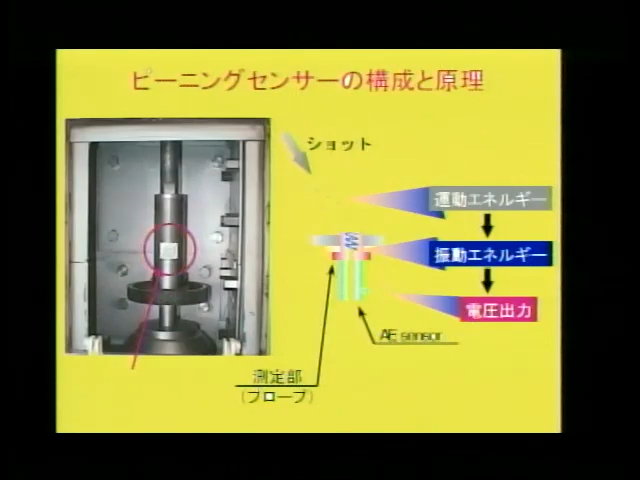 ピーニングセンサーの構成と原理
ショット
運動エネルギー
振動エネルギー
電圧出力
AE sensor
測定部
(プローブ)